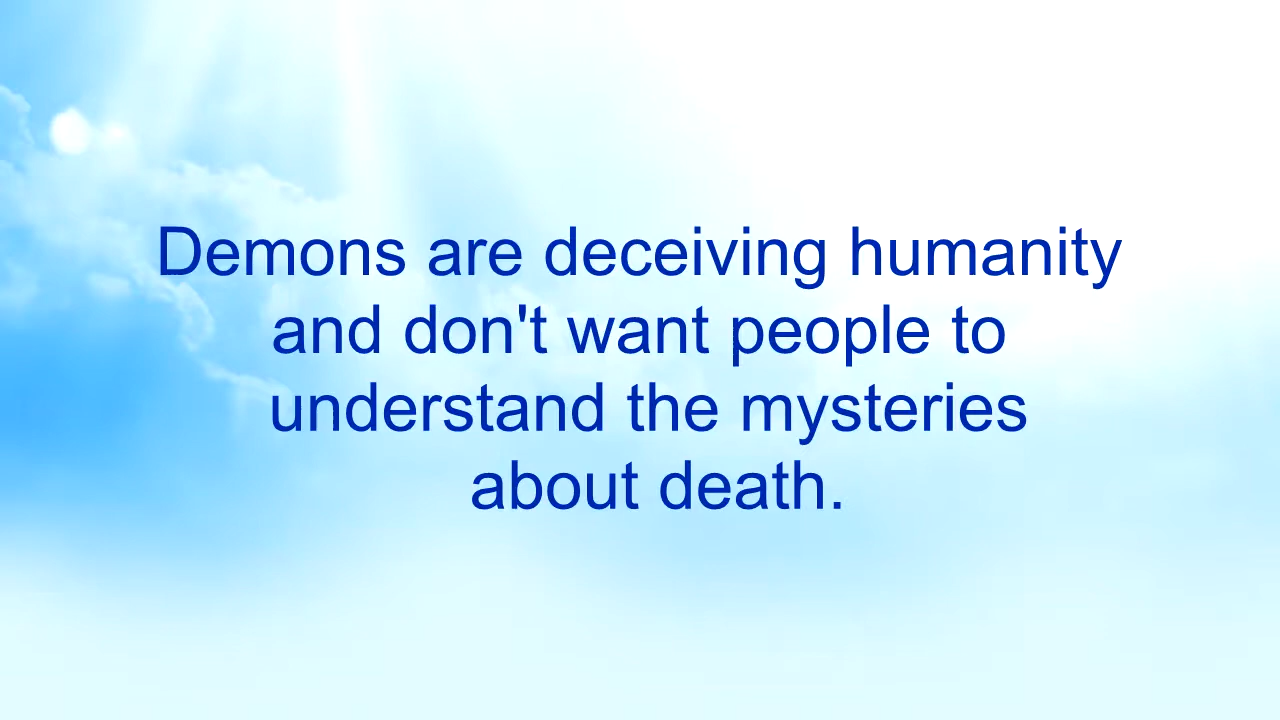 Demons are deceiving humanity
and don't want people to
understand the mysteries
about death.